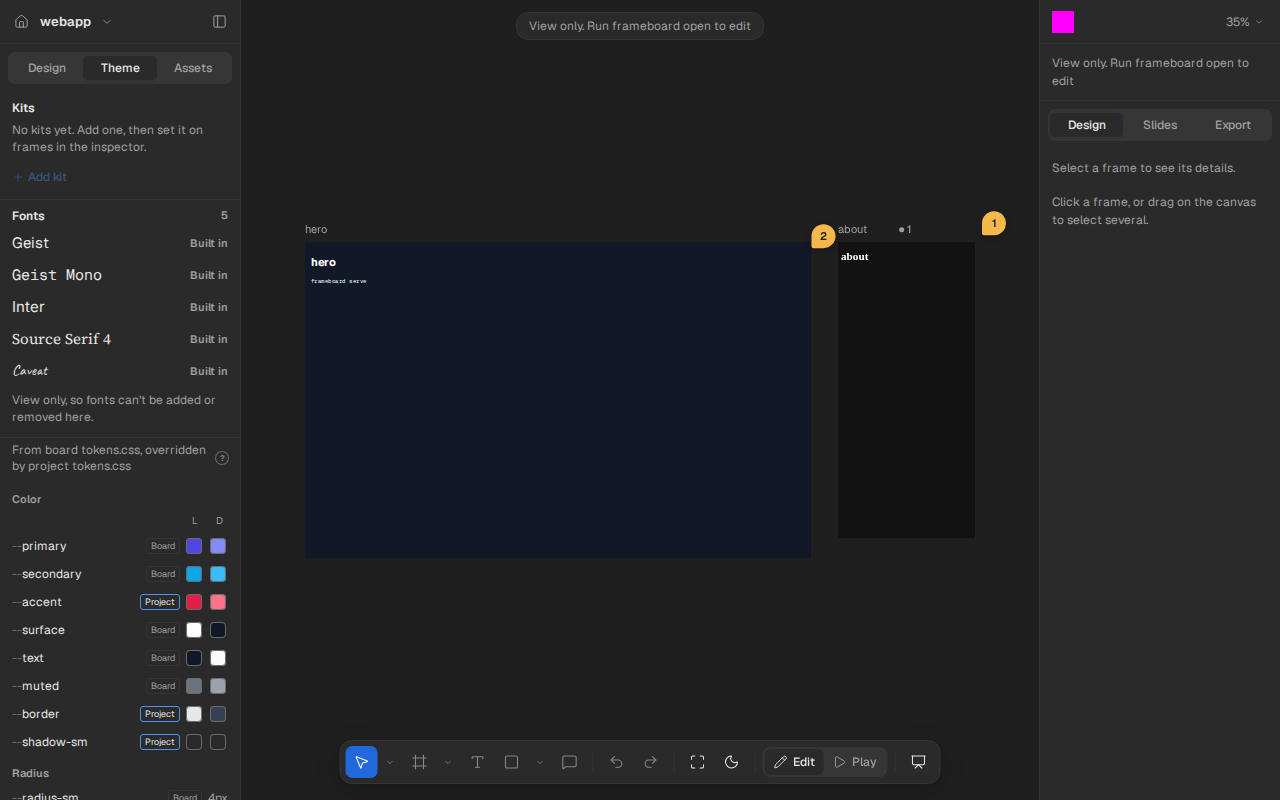 webapp
Design
Theme
Assets
Kits
No kits yet. Add one, then set it on
frames in the inspector.
+ Add kit
Fonts
5
Geist
Built in
Geist Mono
Built in
Inter
Built in
Source Serif 4
Built in
Caveat
Built in
View only, so fonts can't be added or
removed here.
From board tokens.css, overridden
by project tokens.css
?
Color
L
D
--primary
Board
--secondary
Board
--accent
Project
--surface
Board
--text
Board
--muted
Board
--border
Project
--shadow-sm
Project
Radius
--radius-sm
Board
4px
View only. Run frameboard open to edit
hero
2
hero
frameboard serve
about
1
1
about
Edit
Play
35%
View only. Run frameboard open to
edit
Design
Slides
Export
Select a frame to see its details.
Click a frame, or drag on the canvas
to select several.